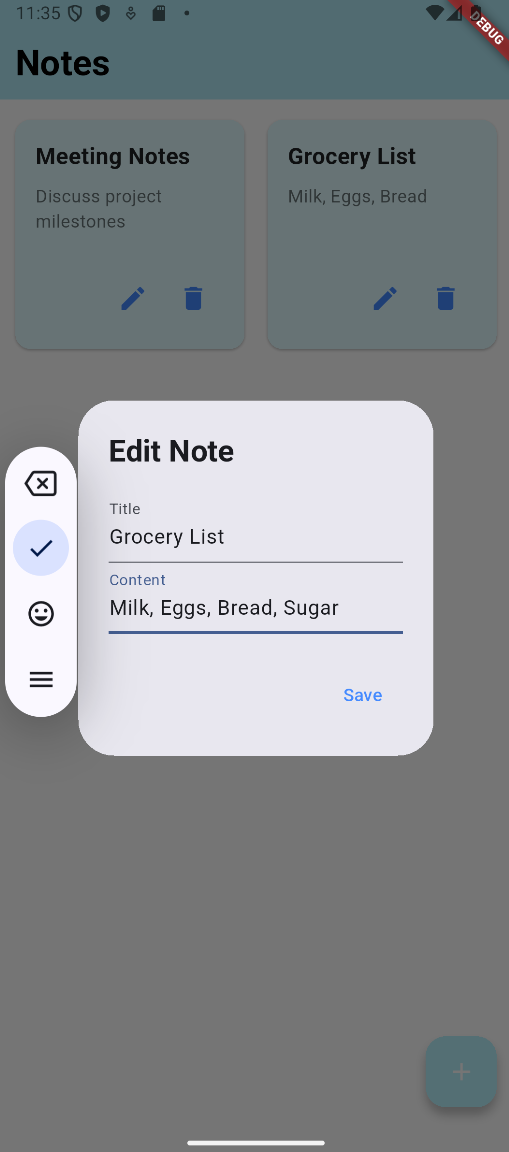 11:35
DEBUG
Notes
Meeting Notes
Discuss project
milestones
Grocery List
Milk, Eggs, Bread
Edit Note
Title
Grocery List
Content
Milk, Eggs, Bread, Sugar
Save